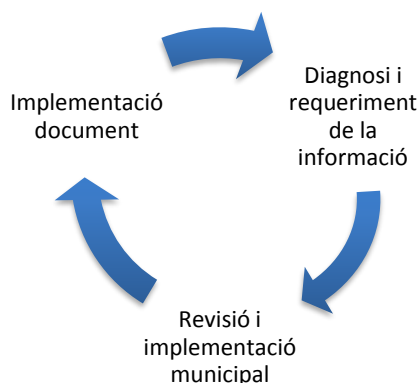 Implementació
document
Diagnosi i
requeriment
de la
informació
Revisió i
implementació
municipal